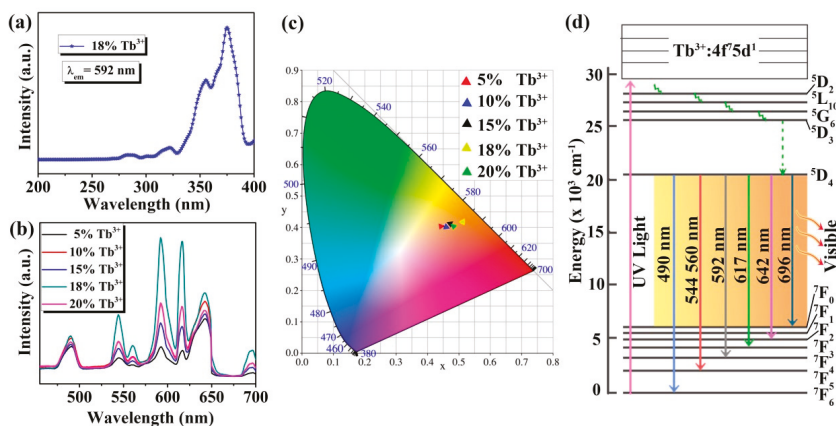 (a)
18% Tb³⁺
λem = 592 nm
Intensity (a.u.)
200 250 300 350 400
Wavelength (nm)
(b)
5% Tb³⁺
10% Tb³⁺
15% Tb³⁺
18% Tb³⁺
20% Tb³⁺
Intensity (a.u.)
500 550 600 650 700
Wavelength (nm)
(c)
5% Tb³⁺
10% Tb³⁺
15% Tb³⁺
18% Tb³⁺
20% Tb³⁺
0.9
0.8
0.7
0.6
0.5
y
0.4
0.3
0.2
0.1
0.0
0.0 0.1 0.2 0.3 0.4 0.5 0.6 0.7 0.8
x
520
540
560
580
600
620
700
500
490
480
470
460
380
(d)
Tb³⁺:4f⁷5d¹
Energy (x 10³ cm⁻¹)
30
25
20
15
10
5
0
⁵D₂
⁵L₁₀
⁵G₆
⁵D₃
⁵D₄
UV Light
490 nm
544 560 nm
592 nm
617 nm
642 nm
696 nm
Visible
⁷F₀
⁷F₁
⁷F₂
⁷F₃
⁷F₄
⁷F₅
⁷F₆